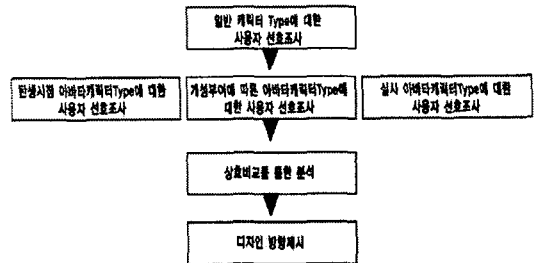 일반 캐릭터 Type에 대한
사용자 선호조사
탄생시점 아바타캐릭터Type에 대한
사용자 선호조사
개성부여에 따른 아바타캐릭터Type에
대한 사용자 선호조사
실사 아바타캐릭터Type에 대한
사용자 선호조사
상호비교를 통한 분석
디자인 방향제시